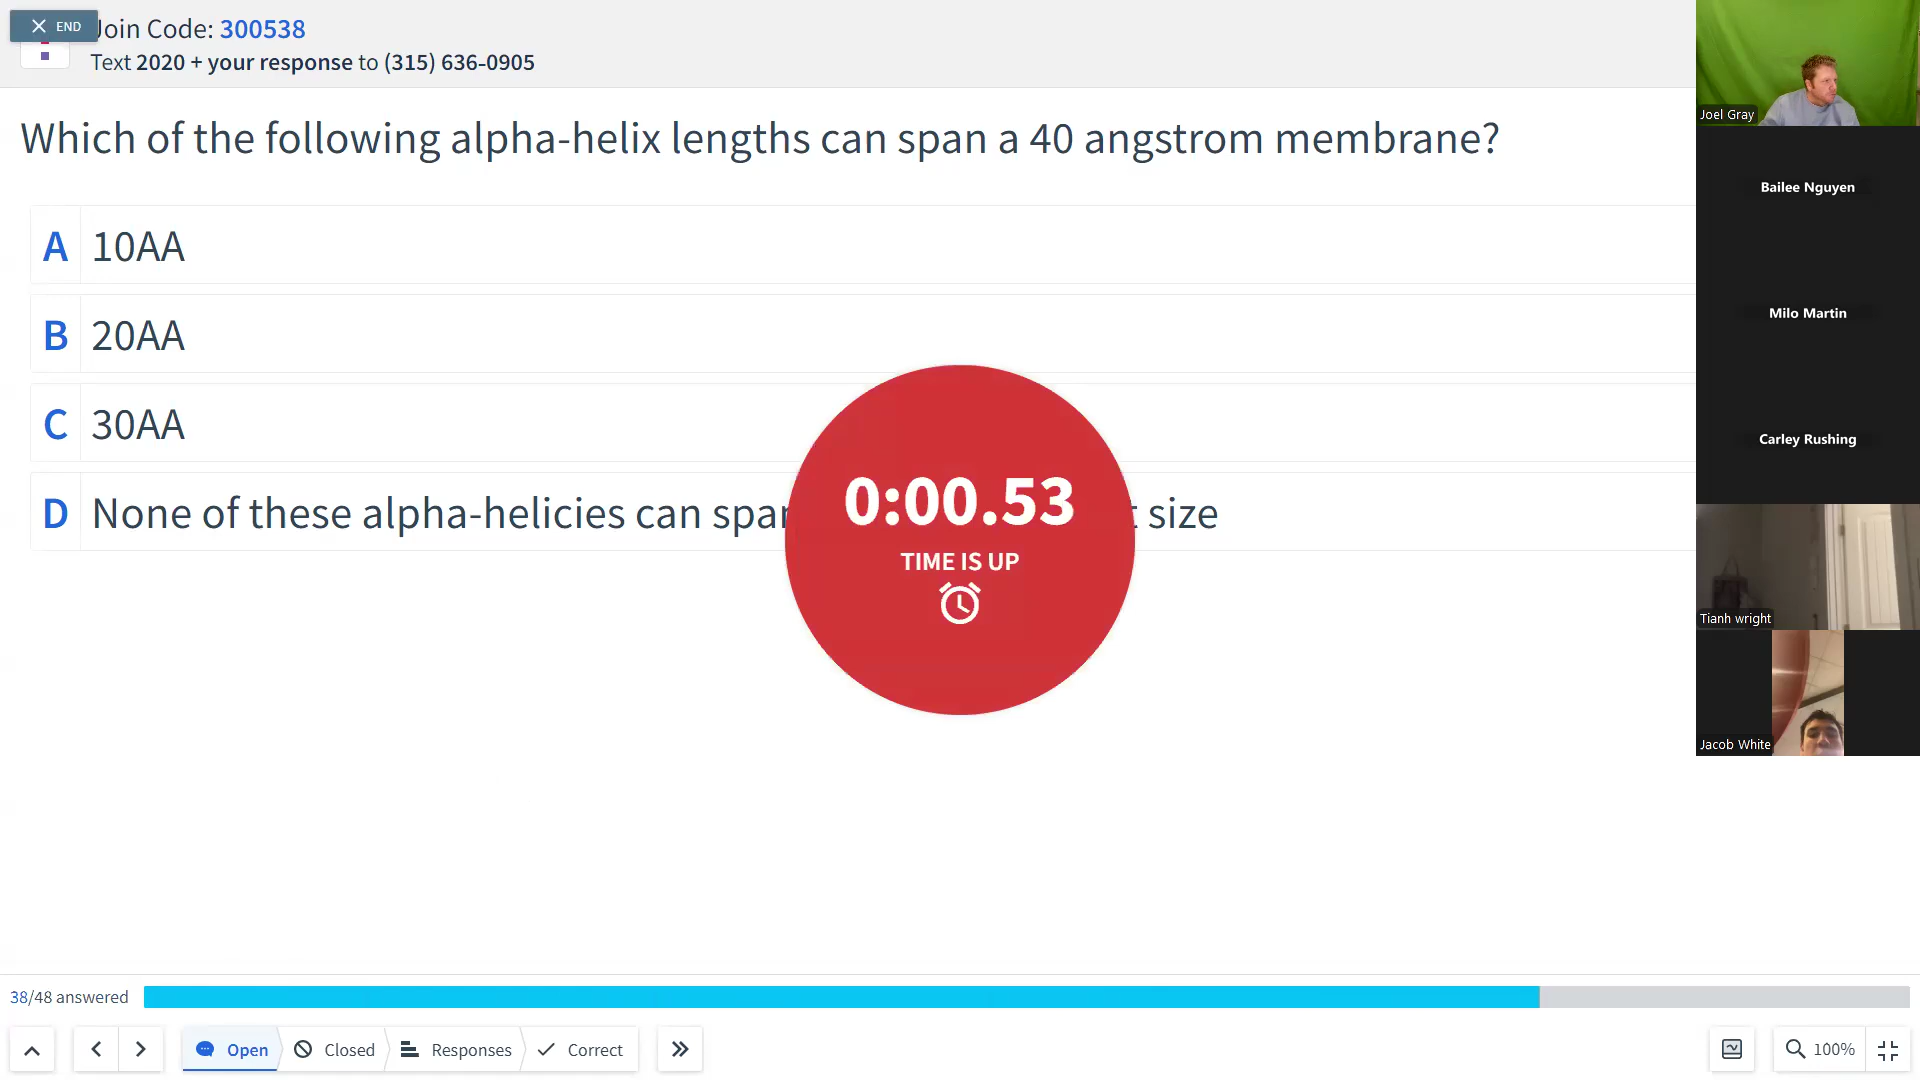 END
Join Code: 300538
Text 2020 + your response to (315) 636-0905
Which of the following alpha-helix lengths can span a 40 angstrom membrane?
A 10AA
B 20AA
C 30AA
D None of these alpha-helicies can span size
0:00.53
TIME IS UP
38/48 answered
Open
Closed
Responses
Correct
100%
Joel Gray
Bailee Nguyen
Milo Martin
Carley Rushing
Tianh wright
Jacob White